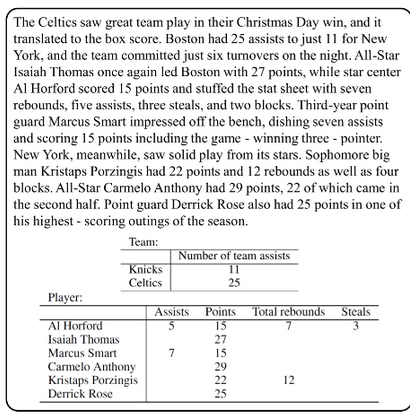 The Celtics saw great team play in their Christmas Day win, and it
translated to the box score. Boston had 25 assists to just 11 for New
York, and the team committed just six turnovers on the night. All-Star
Isaiah Thomas once again led Boston with 27 points, while star center
Al Horford scored 15 points and stuffed the stat sheet with seven
rebounds, five assists, three steals, and two blocks. Third-year point
guard Marcus Smart impressed off the bench, dishing seven assists
and scoring 15 points including the game - winning three - pointer.
New York, meanwhile, saw solid play from its stars. Sophomore big
man Kristaps Porzingis had 22 points and 12 rebounds as well as four
blocks. All-Star Carmelo Anthony had 29 points, 22 of which came in
the second half. Point guard Derrick Rose also had 25 points in one of
his highest - scoring outings of the season.
Team:
Number of team assists
Knicks 11
Celtics 25
Player:
Assists Points Total rebounds Steals
Al Horford 5 15 7 3
Isaiah Thomas 27
Marcus Smart 7 15
Carmelo Anthony 29
Kristaps Porzingis 22 12
Derrick Rose 25